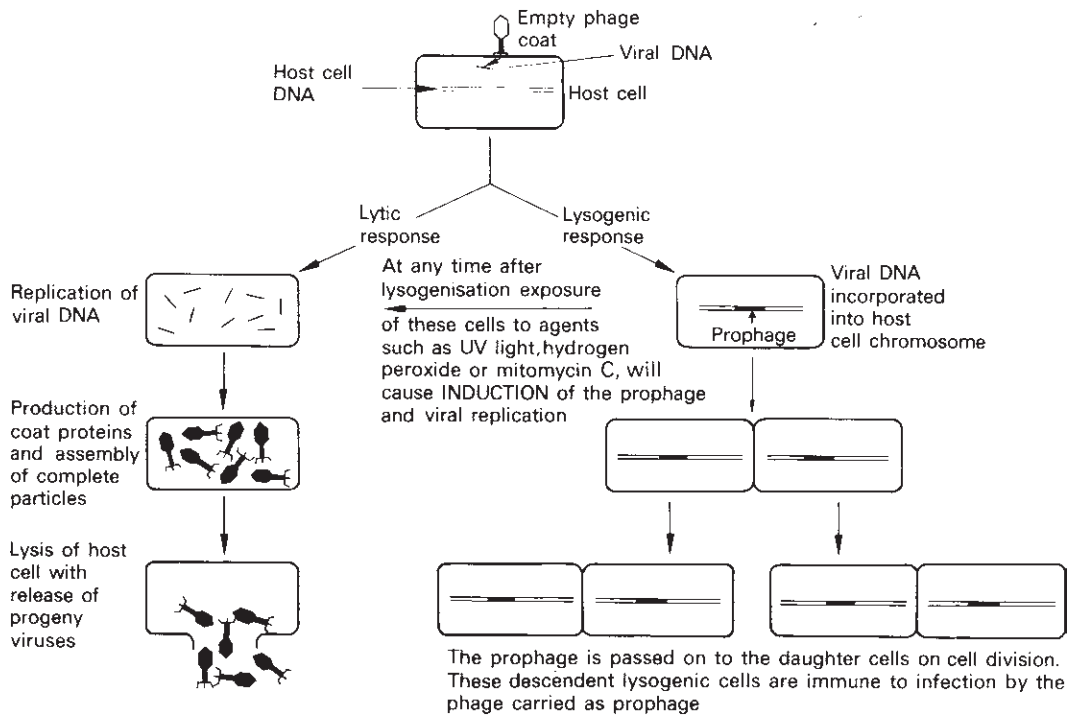 Empty phage
coat
Viral DNA
Host cell
DNA
Host cell
Lytic
response
Lysogenic
response
Replication of
viral DNA
At any time after
lysogenisation exposure
of these cells to agents
such as UV light,hydrogen
peroxide or mitomycin C, will
cause INDUCTION of the prophage
and viral replication
Prophage
Viral DNA
incorporated
into host
cell chromosome
Production of
coat proteins
and assembly
of complete
particles
Lysis of host
cell with
release of
progeny
viruses
The prophage is passed on to the daughter cells on cell division.
These descendent lysogenic cells are immune to infection by the
phage carried as prophage